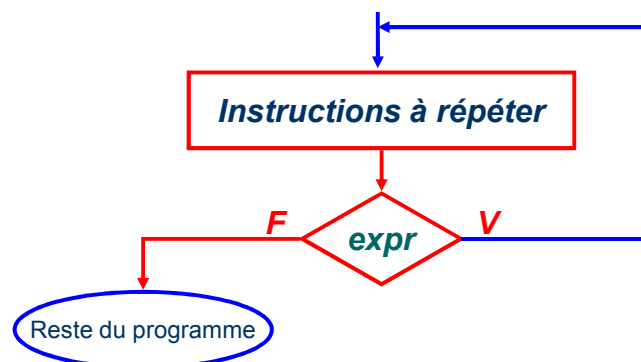 Instructions à répéter
F
expr
V
Reste du programme